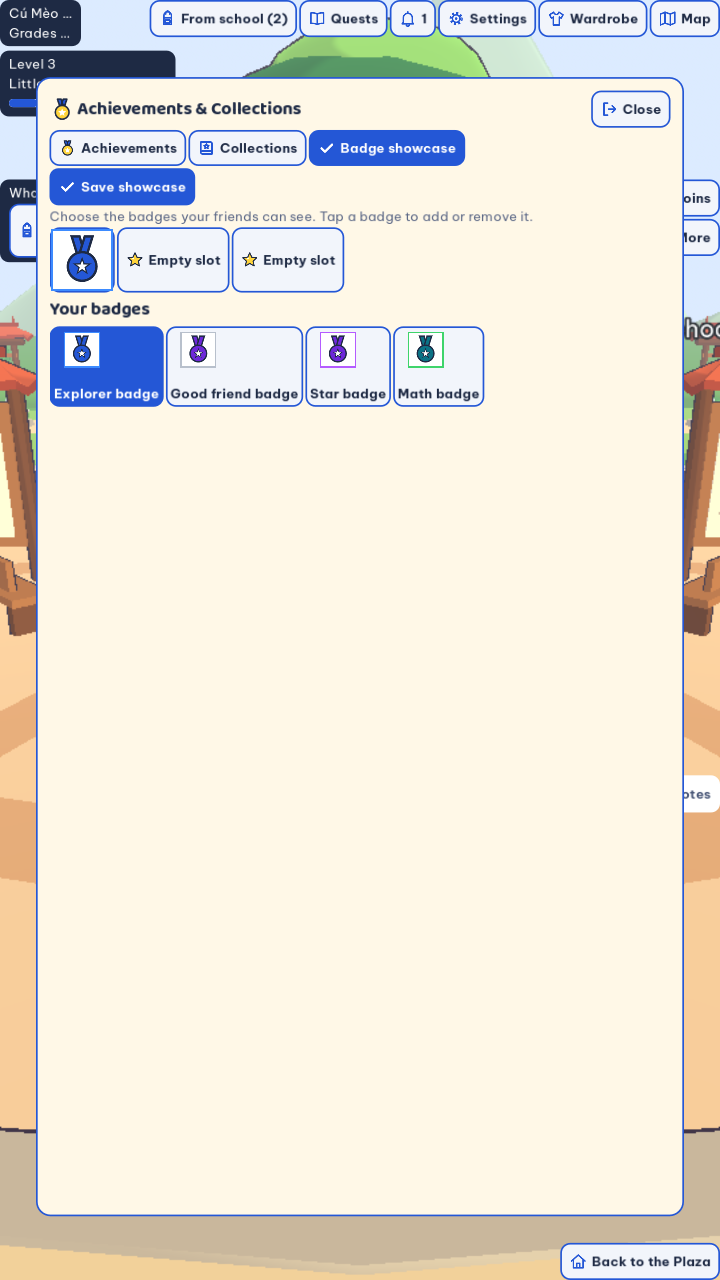 Cú Mèo ...
Grades ...
From school (2)
Quests
1
Settings
Wardrobe
Map
Level 3
Achievements & Collections
Close
Achievements
Collections
Badge showcase
Save showcase
Choose the badges your friends can see. Tap a badge to add or remove it.
Empty slot
Empty slot
Your badges
Explorer badge
Good friend badge
Star badge
Math badge
Back to the Plaza